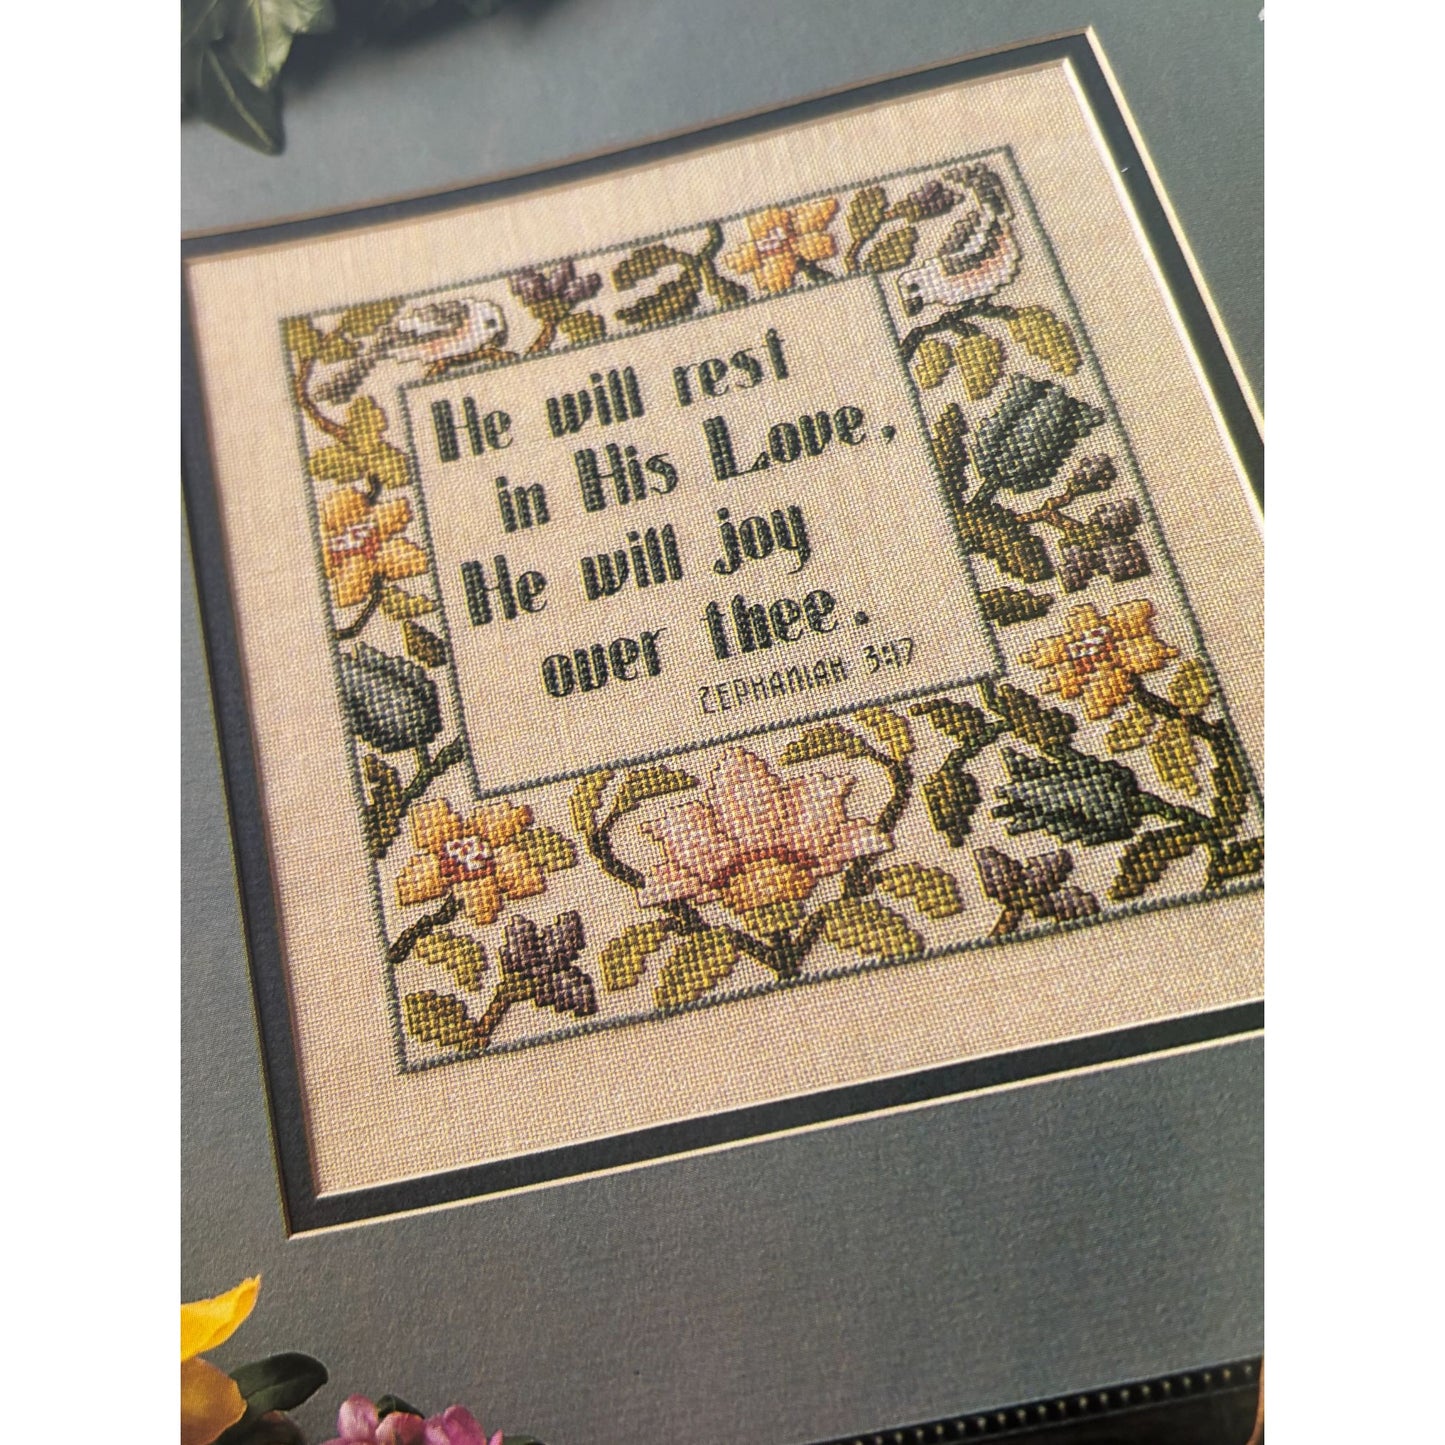 He will rest
in His Love,
He will joy
over thee.
ZEPHANIAH 3:17